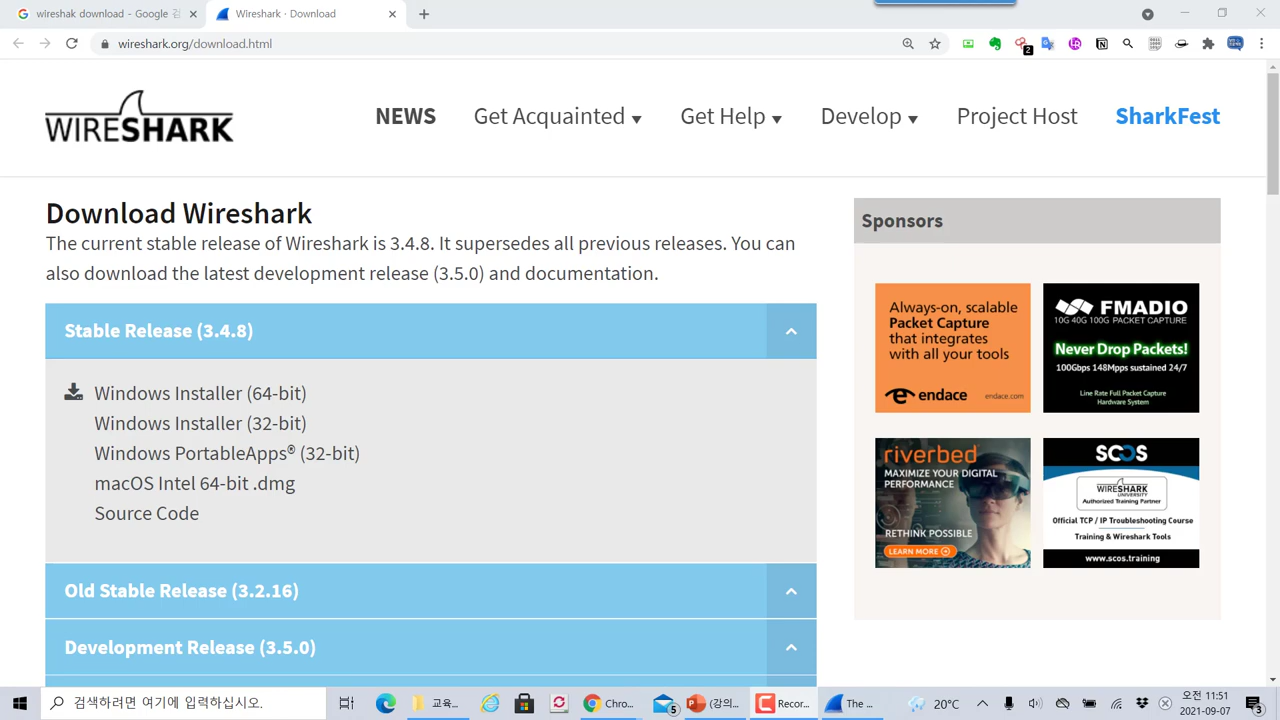 wireshak download - Google 검
Wireshark · Download
wireshark.org/download.html
2
WIRESHARK
NEWS
Get Acquainted
Get Help
Develop
Project Host
SharkFest
Download Wireshark
The current stable release of Wireshark is 3.4.8. It supersedes all previous releases. You can
also download the latest development release (3.5.0) and documentation.
Stable Release (3.4.8)
Windows Installer (64-bit)
Windows Installer (32-bit)
Windows PortableApps® (32-bit)
macOS Intel 64-bit .dmg
Source Code
Old Stable Release (3.2.16)
Development Release (3.5.0)
Sponsors
Always-on, scalable
Packet Capture
that integrates
with all your tools
endace
endace.com
FMADIO
10G 40G 100G PACKET CAPTURE
Never Drop Packets!
100Gbps 148Mpps sustained 24/7
Line Rate Full Packet Capture
Hardware System
riverbed
MAXIMIZE YOUR DIGITAL
PERFORMANCE
RETHINK POSSIBLE
LEARN MORE
SCOS
WIRESHARK
UNIVERSITY
Authorized Training Partner
Official TCP / IP Troubleshooting Course
Training & Wireshark Tools
www.scos.training
검색하려면 여기에 입력하십시오.
교육...
Chro...
5
(강의...
Recor...
The ...
20°C
오전 11:51
2021-09-07
3